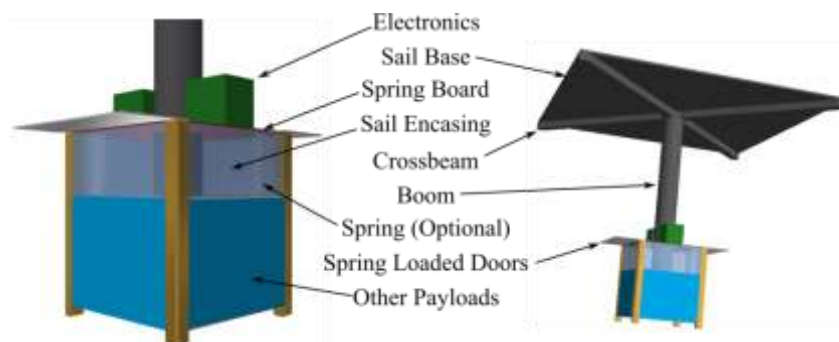 Electronics
Sail Base
Spring Board
Sail Encasing
Crossbeam
Boom
Spring (Optional)
Spring Loaded Doors
Other Payloads